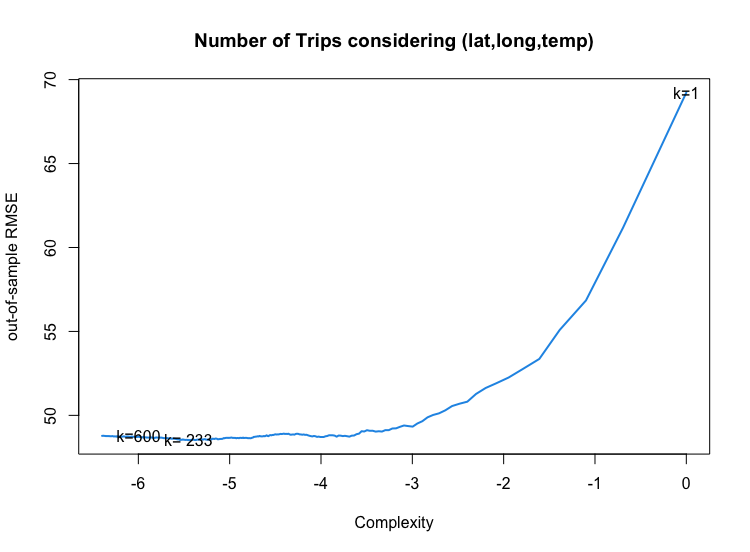 Number of Trips considering (lat,long,temp)
70
65
60
55
50
out-of-sample RMSE
k=1
k=600
k= 233
-6 -5 -4 -3 -2 -1 0
Complexity